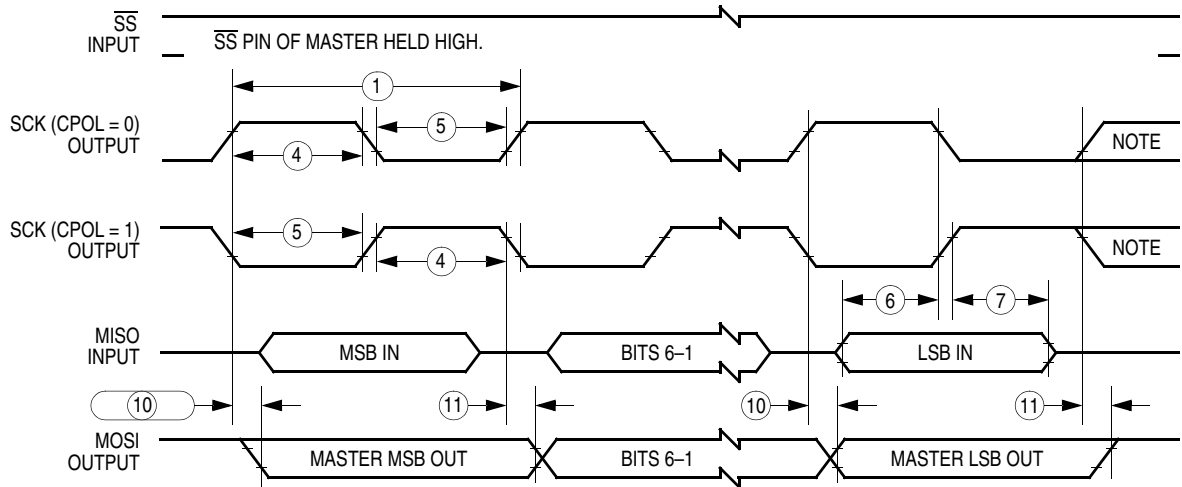 SS
INPUT
SS PIN OF MASTER HELD HIGH.
1
SCK (CPOL = 0)
OUTPUT
5
4
NOTE
SCK (CPOL = 1)
OUTPUT
5
4
NOTE
6
7
MISO
INPUT
MSB IN
BITS 6–1
LSB IN
10
11
10
11
MOSI
OUTPUT
MASTER MSB OUT
BITS 6–1
MASTER LSB OUT